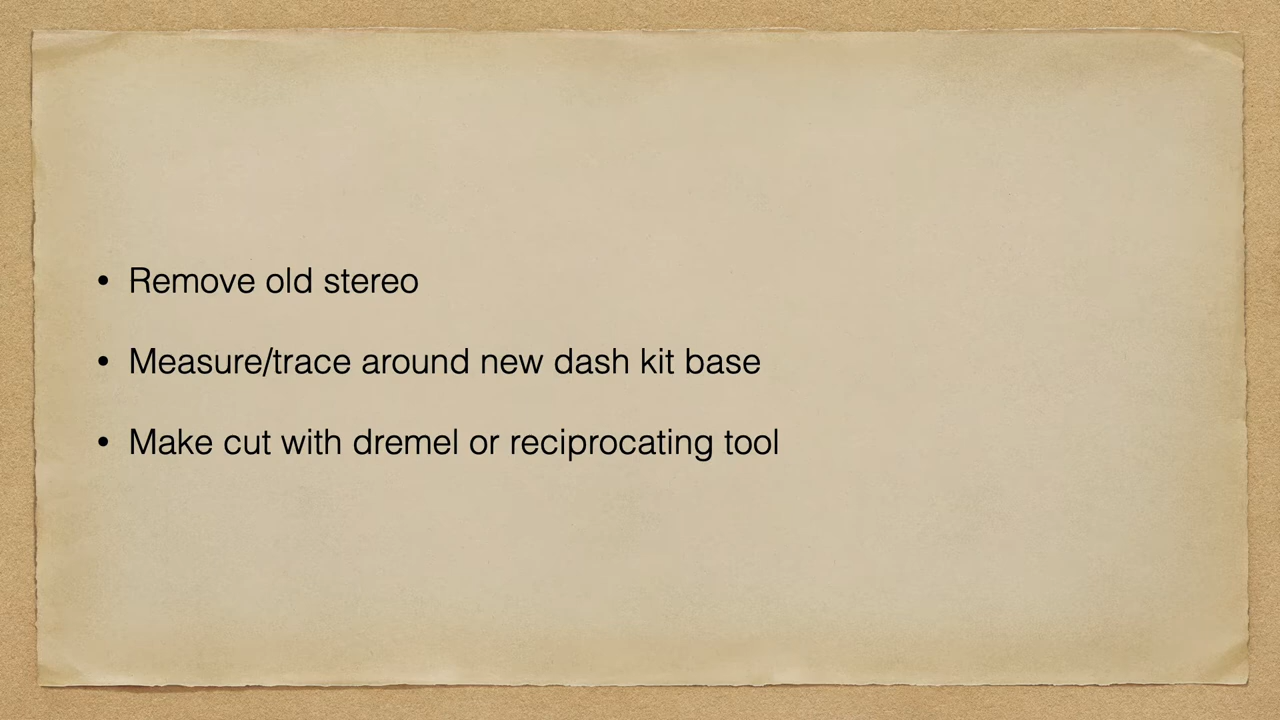 • Remove old stereo
• Measure/trace around new dash kit base
• Make cut with dremel or reciprocating tool